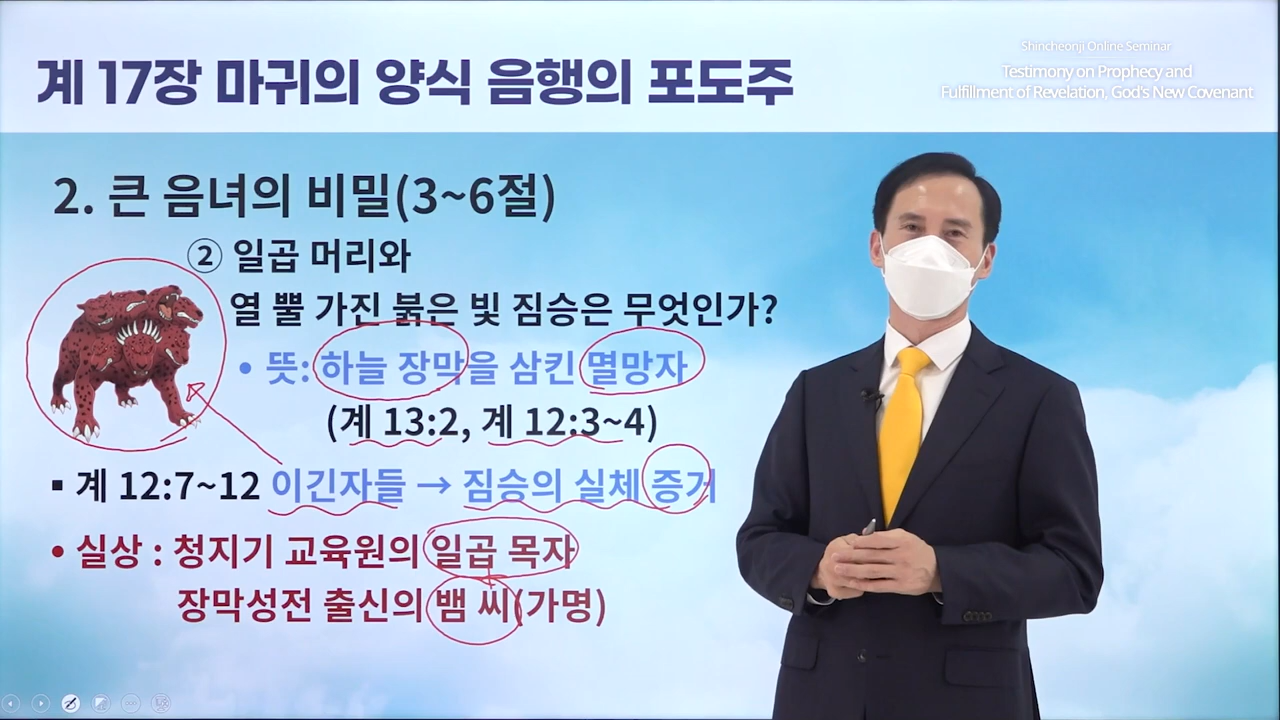 계 17장 마귀의 양식 음행의 포도주
Shincheonji Online Seminar
Testimony on Prophecy and
Fulfillment of Revelation, God's New Covenant
2. 큰 음녀의 비밀(3~6절)
② 일곱 머리와
열 뿔 가진 붉은 빛 짐승은 무엇인가?
• 뜻: 하늘 장막을 삼킨 멸망자
(계 13:2, 계 12:3~4)
▪ 계 12:7~12 이긴자들 → 짐승의 실체 증거
• 실상 : 청지기 교육원의 일곱 목자
장막성전 출신의 뱀 씨(가명)